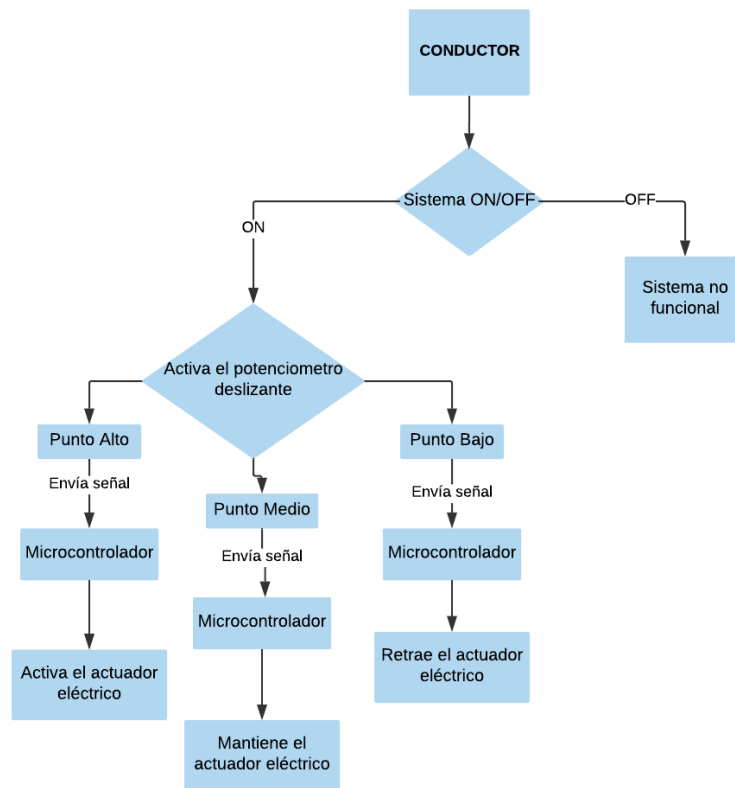 CONDUCTOR
Sistema ON/OFF
OFF
ON
Sistema no
funcional
Activa el potenciometro
deslizante
Punto Alto
Punto Bajo
Envía señal
Envía señal
Punto Medio
Microcontrolador
Envía señal
Microcontrolador
Microcontrolador
Activa el actuador
eléctrico
Retrae el actuador
eléctrico
Mantiene el
actuador eléctrico